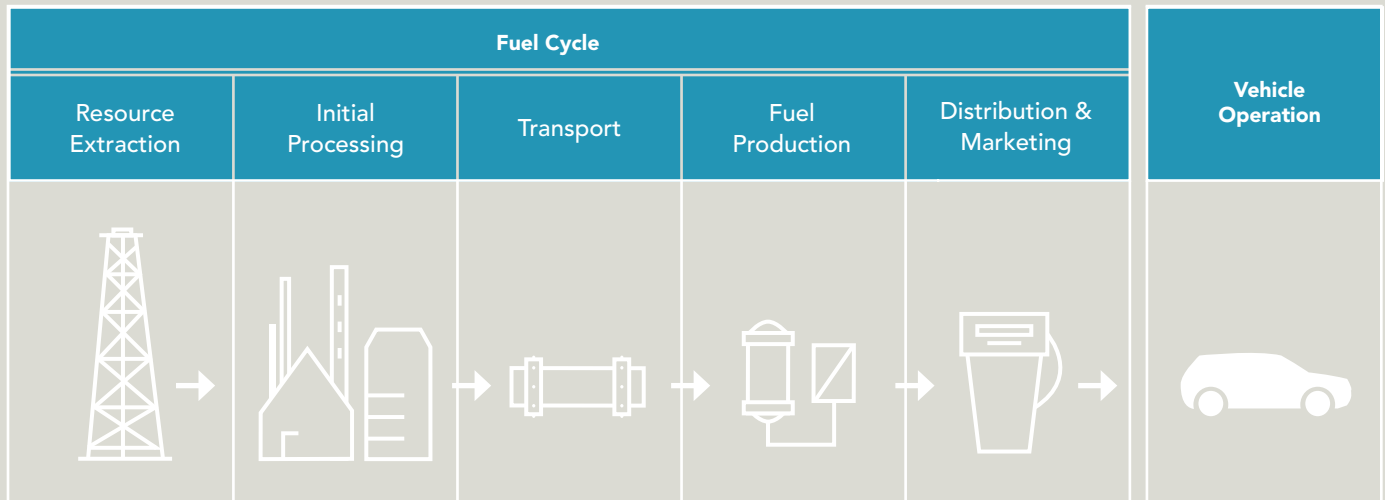 Fuel Cycle
Resource
Extraction
Initial
Processing
Transport
Fuel
Production
Distribution &
Marketing
Vehicle
Operation